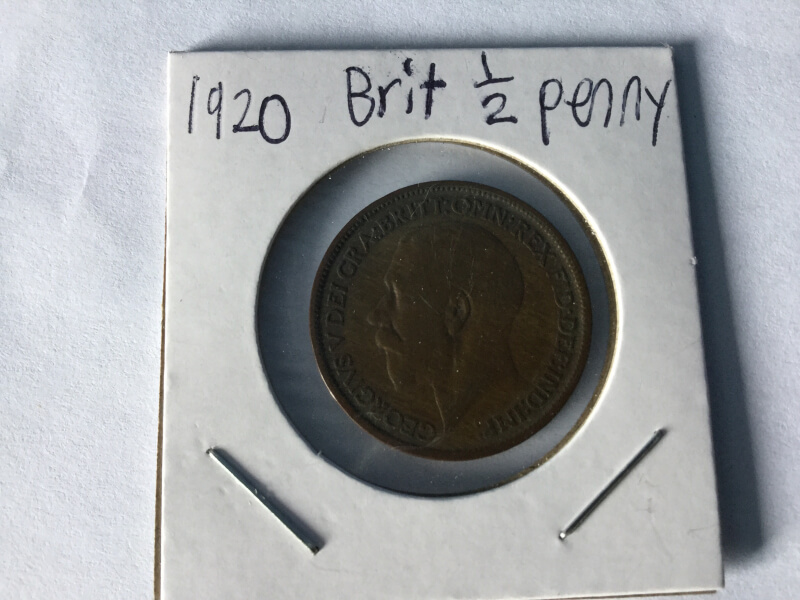 1920 Brit 1/2 penny
GEORGIVS V DEI GRA: BRITT: OMN: REX FID: DEF: IND: IMP: